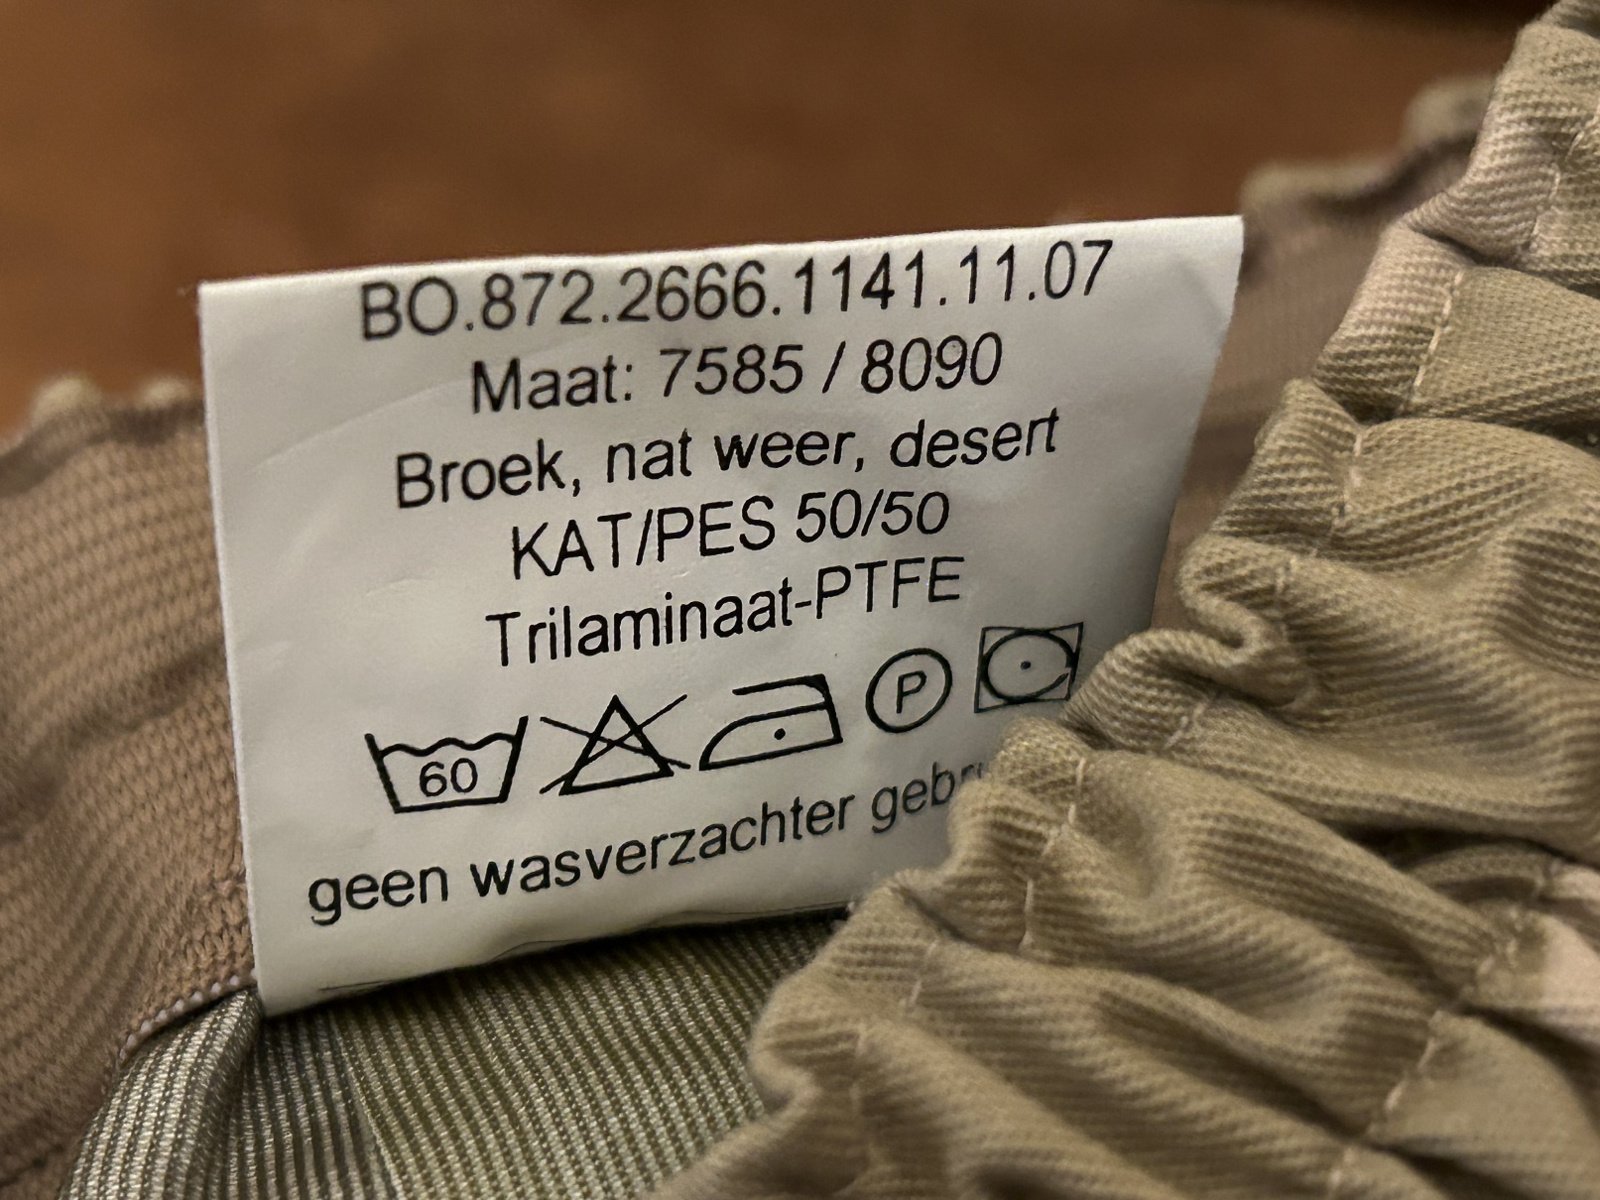 BO.872.2666.1141.11.07
Maat: 7585 / 8090
Broek, nat weer, desert
KAT/PES 50/50
Trilaminaat-PTFE
60 P
geen wasverzachter